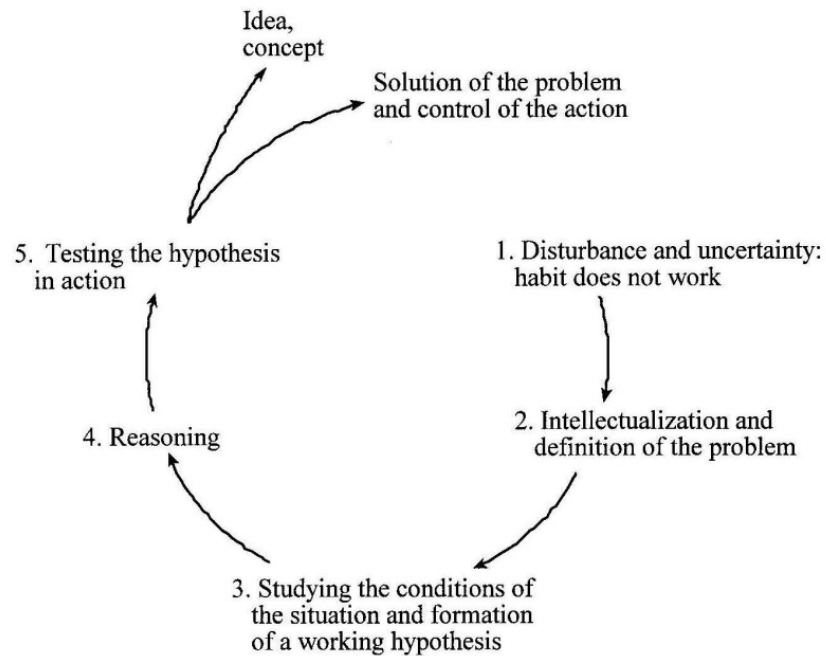 Idea,
concept
Solution of the problem
and control of the action
5. Testing the hypothesis
in action
1. Disturbance and uncertainty:
habit does not work
4. Reasoning
2. Intellectualization and
definition of the problem
3. Studying the conditions of
the situation and formation
of a working hypothesis